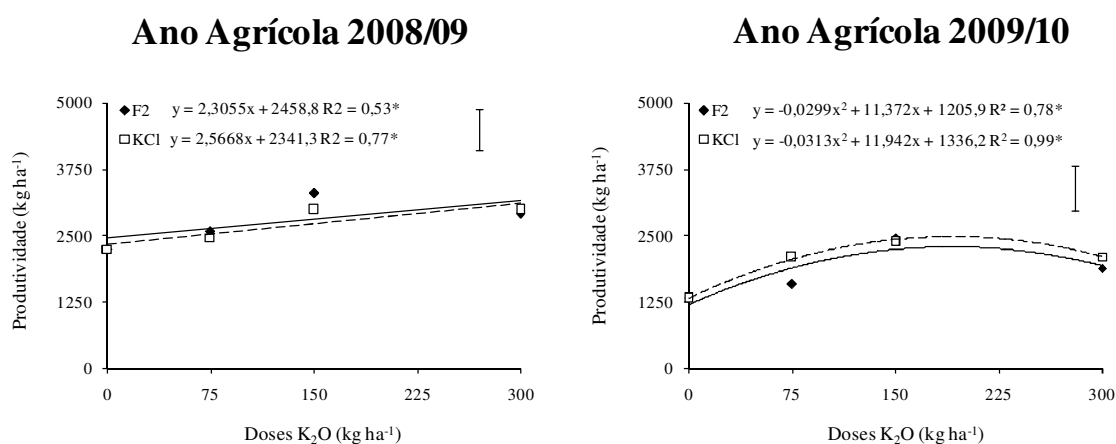 Ano Agrícola 2008/09
5000
3750
2500
1250
0
Produtividade (kg ha⁻¹)
F2 y = 2,3055x + 2458,8 R2 = 0,53*
KCl y = 2,5668x + 2341,3 R2 = 0,77*
0 75 150 225 300
Doses K₂O (kg ha⁻¹)
Ano Agrícola 2009/10
5000
3750
2500
1250
0
Produtividade (kg ha⁻¹)
F2 y = -0,0299x² + 11,372x + 1205,9 R² = 0,78*
KCl y = -0,0313x² + 11,942x + 1336,2 R² = 0,99*
0 75 150 225 300
Doses K₂O (kg ha⁻¹)